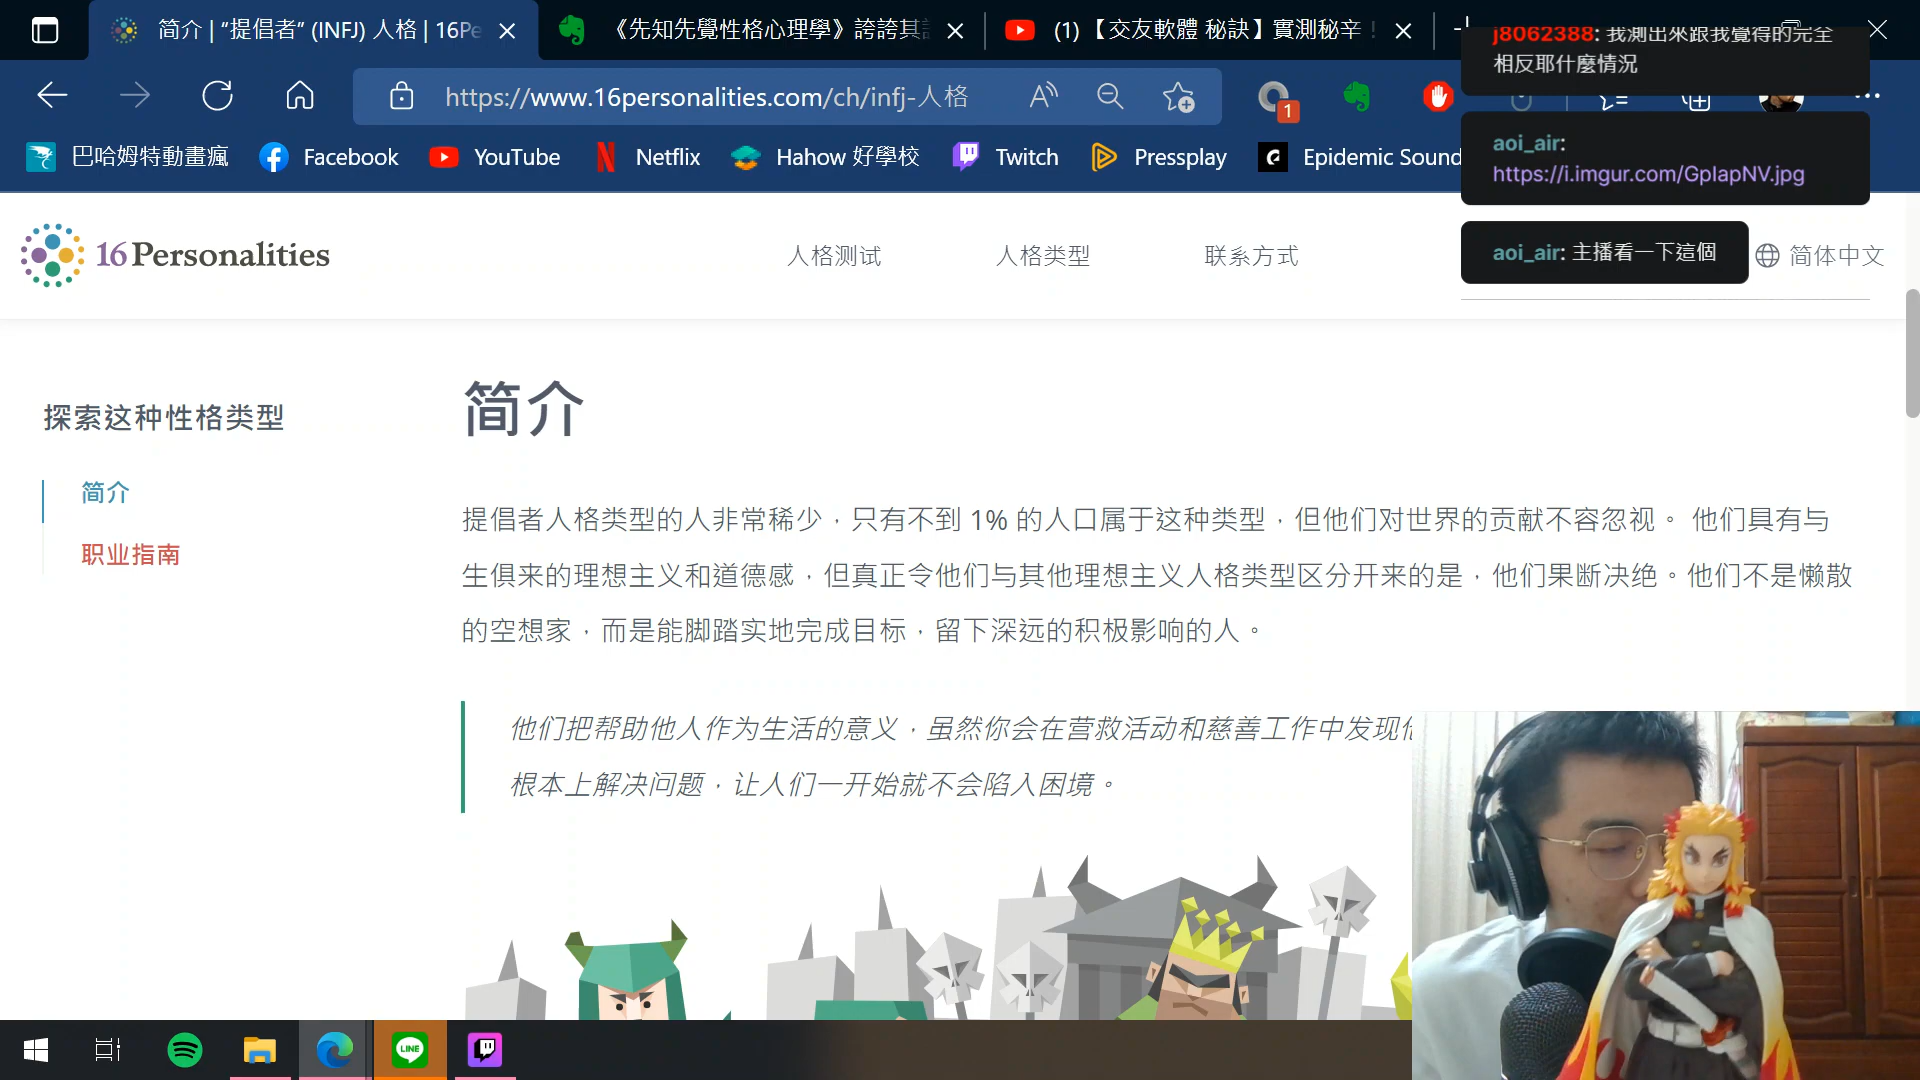 简介 | “提倡者” (INFJ) 人格 | 16Pe
《先知先覺性格心理學》誇誇其談
(1) 【交友軟體 秘訣】實測秘辛！
j8062388: 我測出來跟我覺得的完全
相反耶什麼情況
https://www.16personalities.com/ch/infj-人格
1
aoi_air:
https://i.imgur.com/GplapNV.jpg
巴哈姆特動畫瘋
Facebook
YouTube
Netflix
Hahow 好學校
Twitch
Pressplay
Epidemic Sound
16Personalities
人格测试
人格类型
联系方式
aoi_air: 主播看一下這個
简体中文
探索这种性格类型
简介
职业指南
简介
提倡者人格类型的人非常稀少，只有不到 1% 的人口属于这种类型，但他们对世界的贡献不容忽视。 他们具有与
生俱来的理想主义和道德感，但真正令他们与其他理想主义人格类型区分开来的是，他们果断决绝。他们不是懒散
的空想家，而是能脚踏实地完成目标，留下深远的积极影响的人。
他们把帮助他人作为生活的意义，虽然你会在营救活动和慈善工作中发现他
根本上解决问题，让人们一开始就不会陷入困境。
LINE